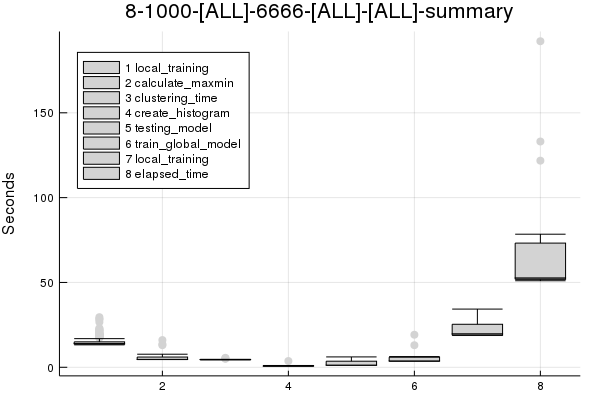 8-1000-[ALL]-6666-[ALL]-[ALL]-summary
Seconds
150
100
50
0
1 local_training
2 calculate_maxmin
3 clustering_time
4 create_histogram
5 testing_model
6 train_global_model
7 local_training
8 elapsed_time
2 4 6 8